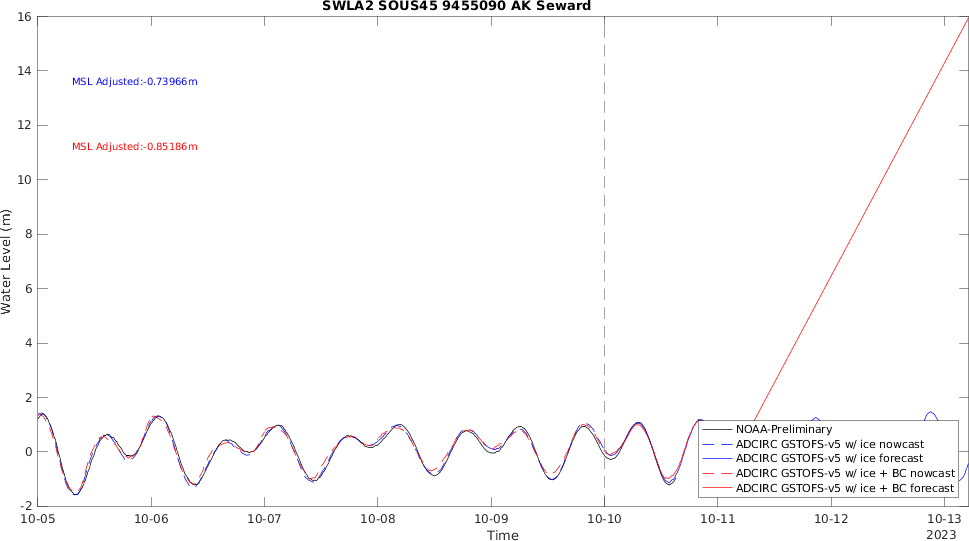 SWLA2 SOUS45 9455090 AK Seward
16
14
12
10
8
6
4
2
0
-2
Water Level (m)
MSL Adjusted:-0.73966m
MSL Adjusted:-0.85186m
NOAA-Preliminary
ADCIRC GSTOFS-v5 w/ ice nowcast
ADCIRC GSTOFS-v5 w/ ice forecast
ADCIRC GSTOFS-v5 w/ ice + BC nowcast
ADCIRC GSTOFS-v5 w/ ice + BC forecast
10-05 10-06 10-07 10-08 10-09 10-10 10-11 10-12 10-13
Time
2023